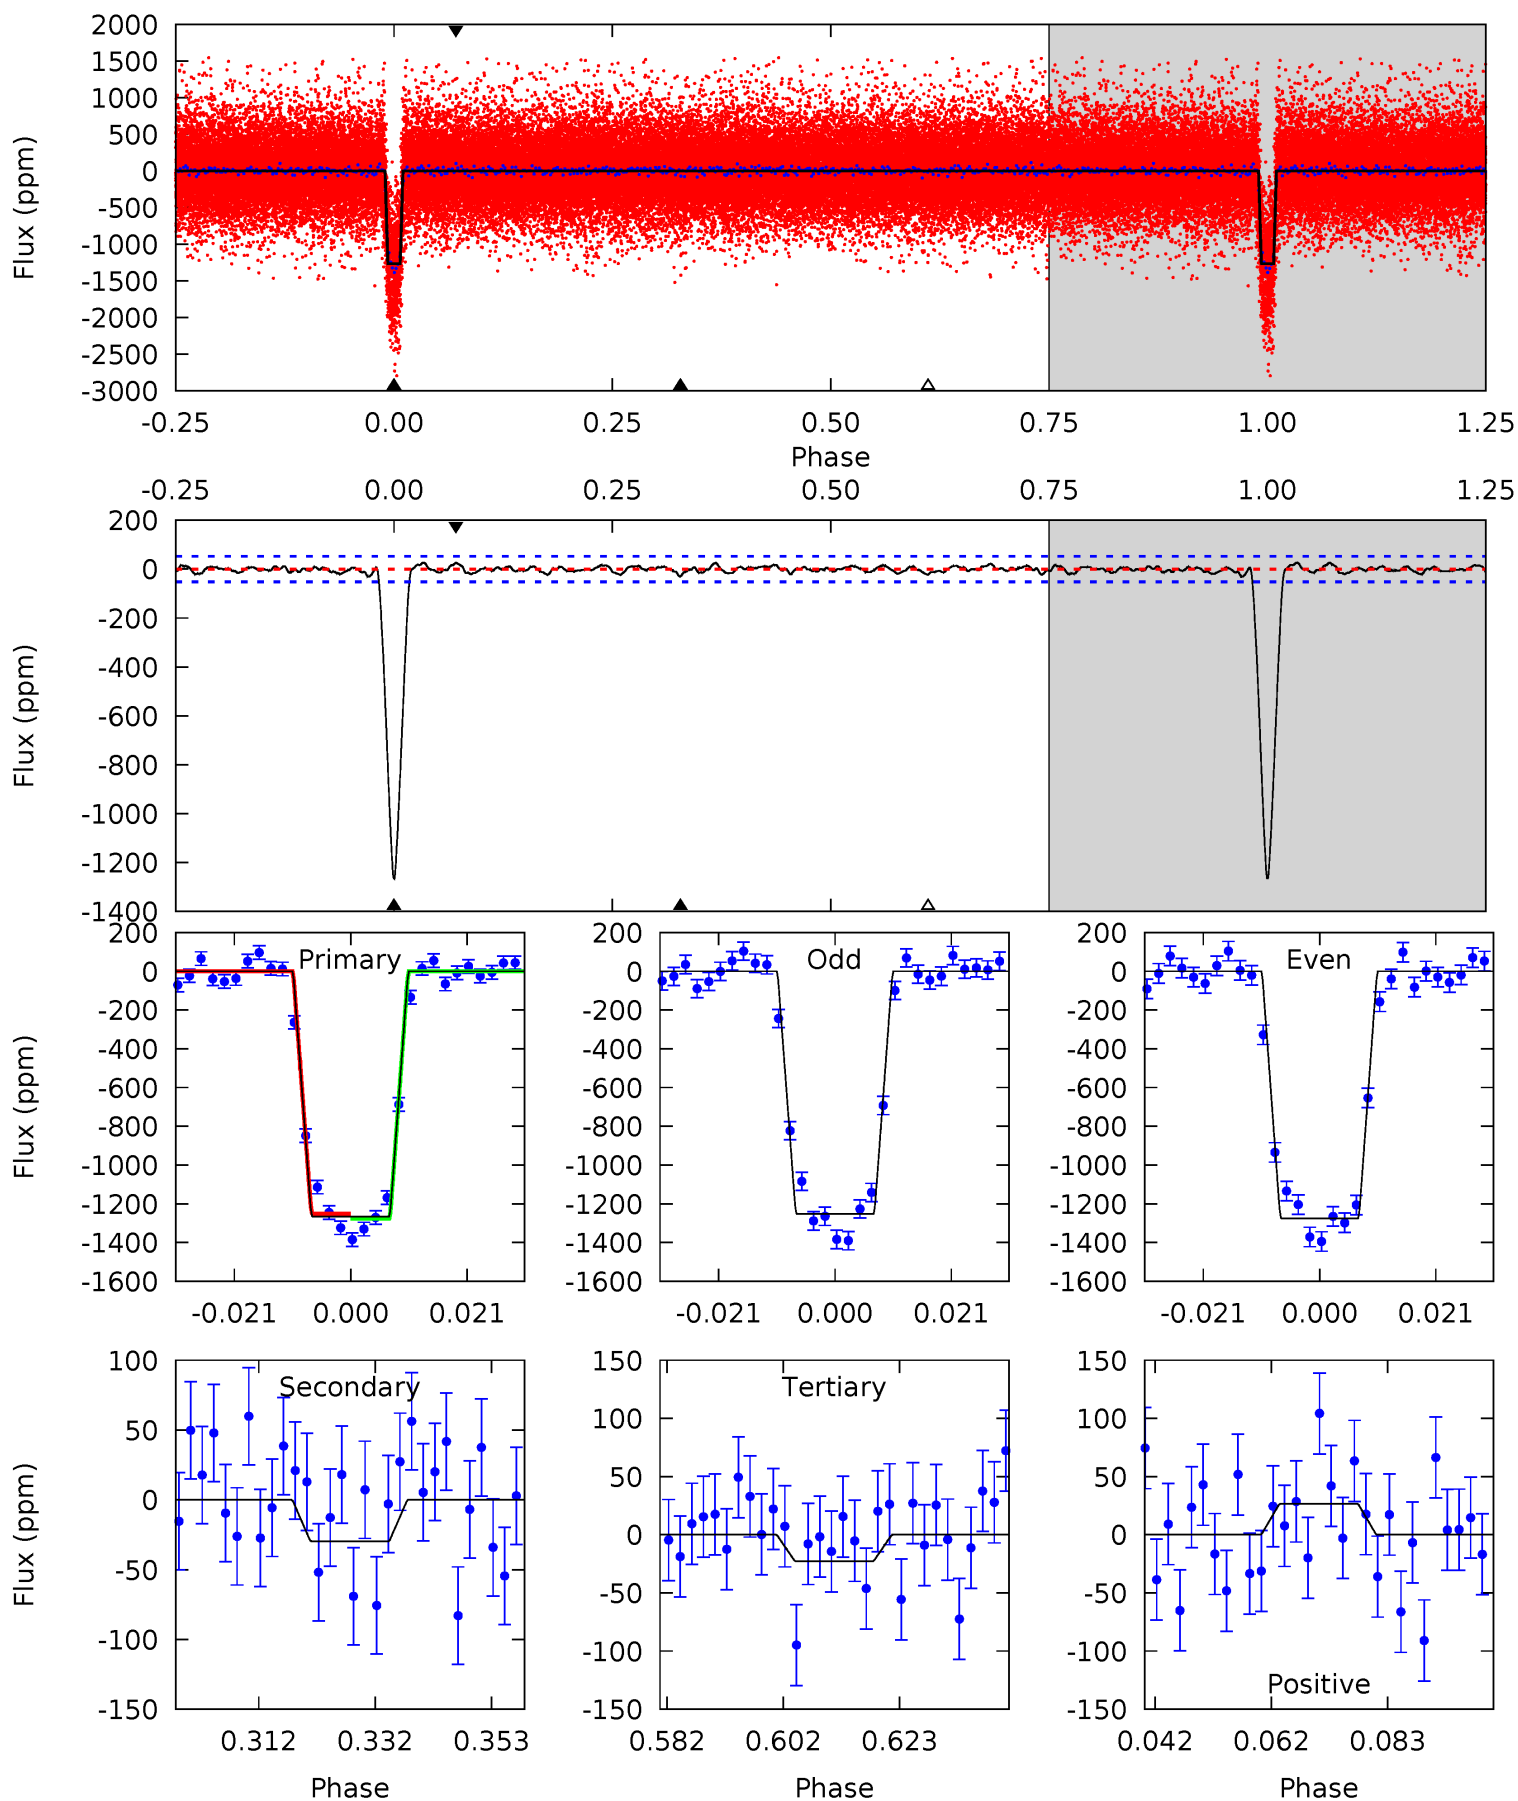 2000
1500
1000
500
0
-500
-1000
-1500
-2000
-2500
-3000
Flux (ppm)
-0.25 0.00 0.25 0.50 0.75 1.00 1.25
Phase
-0.25 0.00 0.25 0.50 0.75 1.00 1.25
200
0
-200
-400
-600
-800
-1000
-1200
-1400
Flux (ppm)
Primary Odd Even
200 200 200
0 0 0
-200 -200 -200
-400 -400 -400
-600 -600 -600
-800 -800 -800
-1000 -1000 -1000
-1200 -1200 -1200
-1400 -1400 -1400
-1600 -1600 -1600
Flux (ppm)
-0.021 0.000 0.021 -0.021 0.000 0.021 -0.021 0.000 0.021
Secondary Tertiary Positive
100 150 150
50 100 100
0 50 50
-50 0 0
-100 -50 -50
-150 -100 -100
-150 -150
Flux (ppm)
0.312 0.332 0.353 0.582 0.602 0.623 0.042 0.062 0.083
Phase Phase Phase